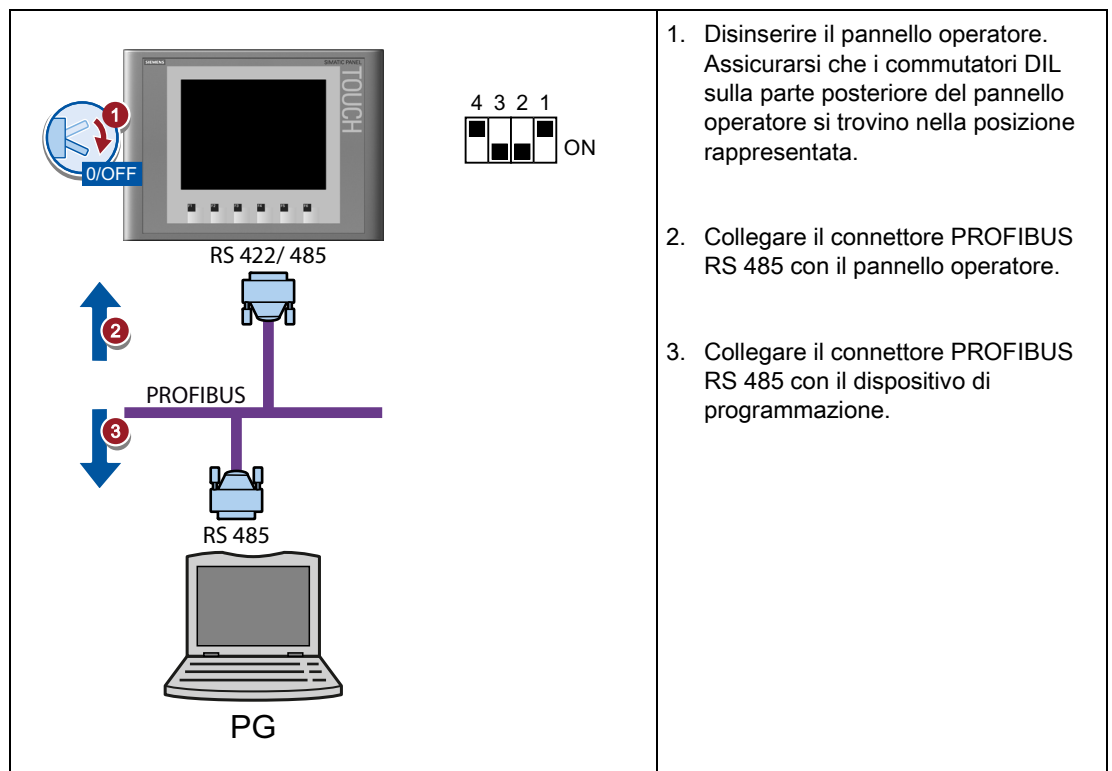 SIEMENS
SIMATIC PANEL
TOUCH
1
0/OFF
4 3 2 1
ON
RS 422/ 485
2
PROFIBUS
3
RS 485
PG
1. Disinserire il pannello operatore.
Assicurarsi che i commutatori DIL
sulla parte posteriore del pannello
operatore si trovino nella posizione
rappresentata.
2. Collegare il connettore PROFIBUS
RS 485 con il pannello operatore.
3. Collegare il connettore PROFIBUS
RS 485 con il dispositivo di
programmazione.